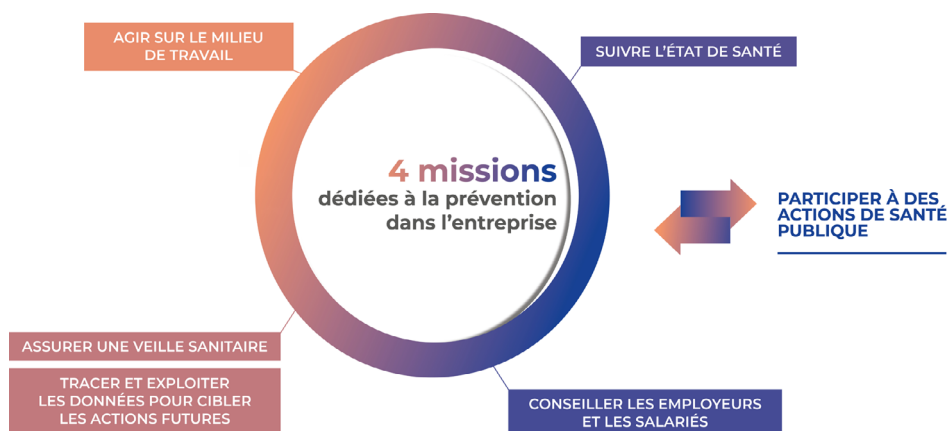 AGIR SUR LE MILIEU
DE TRAVAIL
SUIVRE L’ÉTAT DE SANTÉ
4 missions
dédiées à la prévention
dans l’entreprise
PARTICIPER À DES
ACTIONS DE SANTÉ
PUBLIQUE
ASSURER UNE VEILLE SANITAIRE
TRACER ET EXPLOITER
LES DONNÉES POUR CIBLER
LES ACTIONS FUTURES
CONSEILLER LES EMPLOYEURS
ET LES SALARIÉS